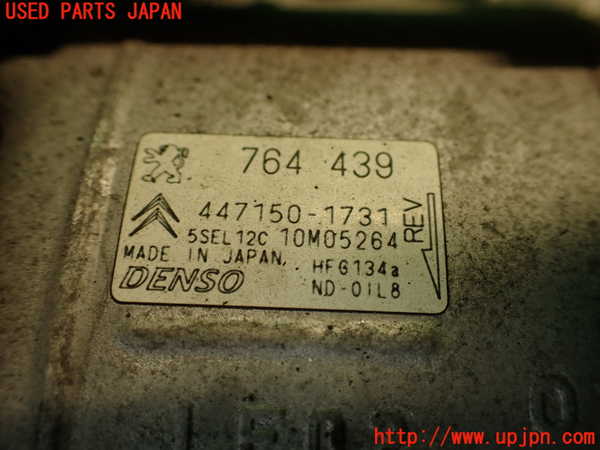 USED PARTS JAPAN
764 439
447150-1731
5SEL12C 10M05264
REV
MADE IN JAPAN
HFG134a
DENSO
ND-OIL8
http://www.upjpn.com/